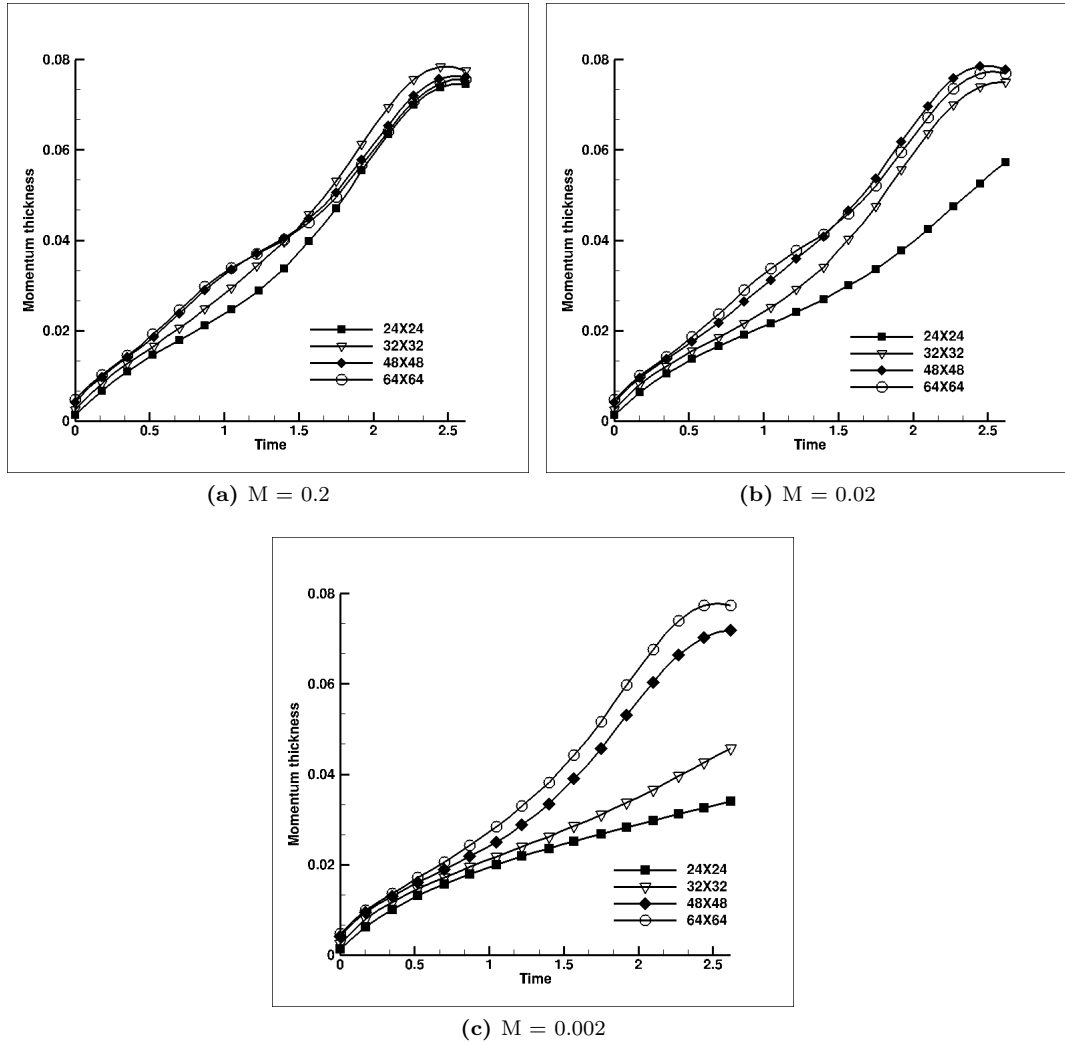 Momentum thickness
0.08
0.06
0.04
0.02
0
0 0.5 1 1.5 2 2.5
Time
24X24
32X32
48X48
64X64
(a) M = 0.2
Momentum thickness
0.08
0.06
0.04
0.02
0
0 0.5 1 1.5 2 2.5
Time
24X24
32X32
48X48
64X64
(b) M = 0.02
Momentum thickness
0.08
0.06
0.04
0.02
0
0 0.5 1 1.5 2 2.5
Time
24X24
32X32
48X48
64X64
(c) M = 0.002